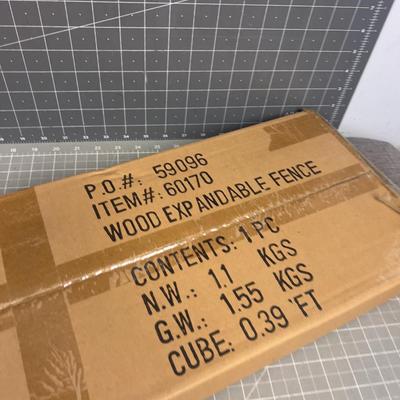 P.O.#: 59096
ITEM#: 60170
WOOD EXPANDABLE FENCE
CONTENTS: 1 PC
N.W.: 1.1 KGS
G.W.: 1.55 KGS
CUBE: 0.39 'FT